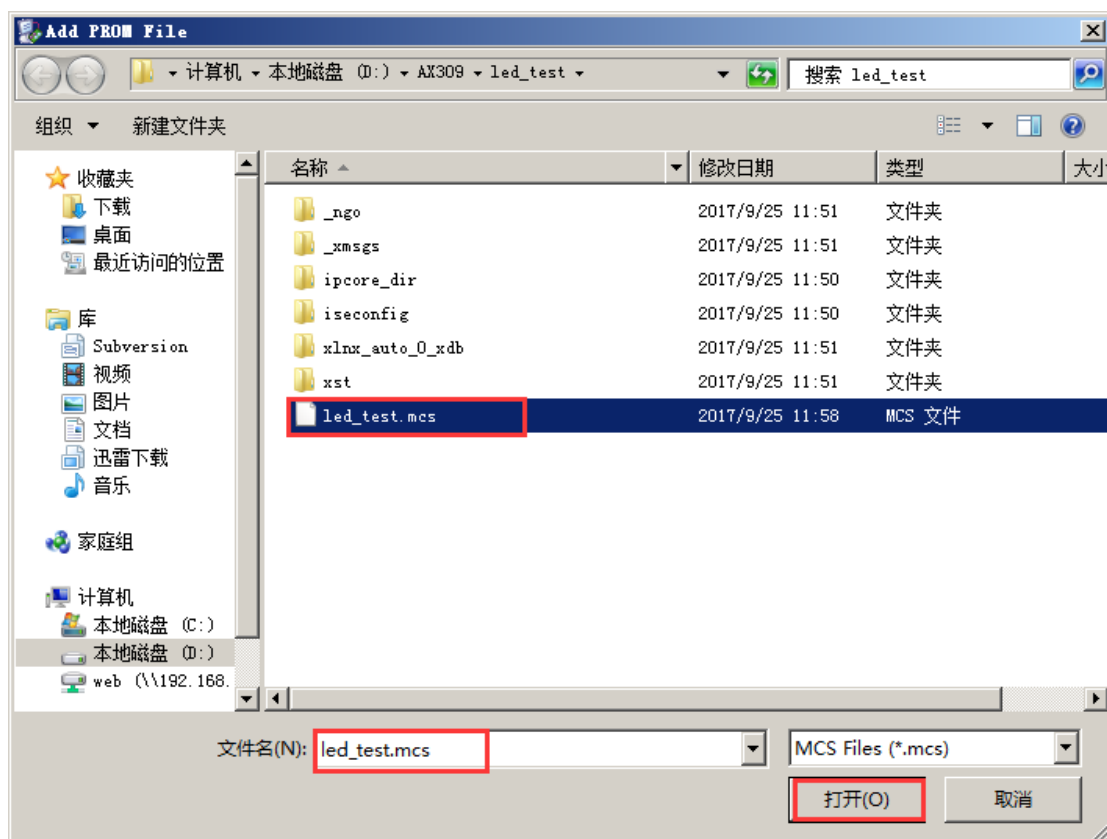 Add PROM File
计算机 本地磁盘 (D:) AX309 led_test
搜索 led_test
组织 新建文件夹
名称 修改日期 类型 大小
收藏夹
下载
桌面
最近访问的位置
库
Subversion
视频
图片
文档
迅雷下载
音乐
家庭组
计算机
本地磁盘 (C:)
本地磁盘 (D:)
web (\\192.168.
_ngo 2017/9/25 11:51 文件夹
_xmsgs 2017/9/25 11:51 文件夹
ipcore_dir 2017/9/25 11:50 文件夹
iseconfig 2017/9/25 11:50 文件夹
xlnx_auto_0_xdb 2017/9/25 11:51 文件夹
xst 2017/9/25 11:51 文件夹
led_test.mcs 2017/9/25 11:58 MCS 文件
文件名(N): led_test.mcs MCS Files (*.mcs)
打开(O) 取消